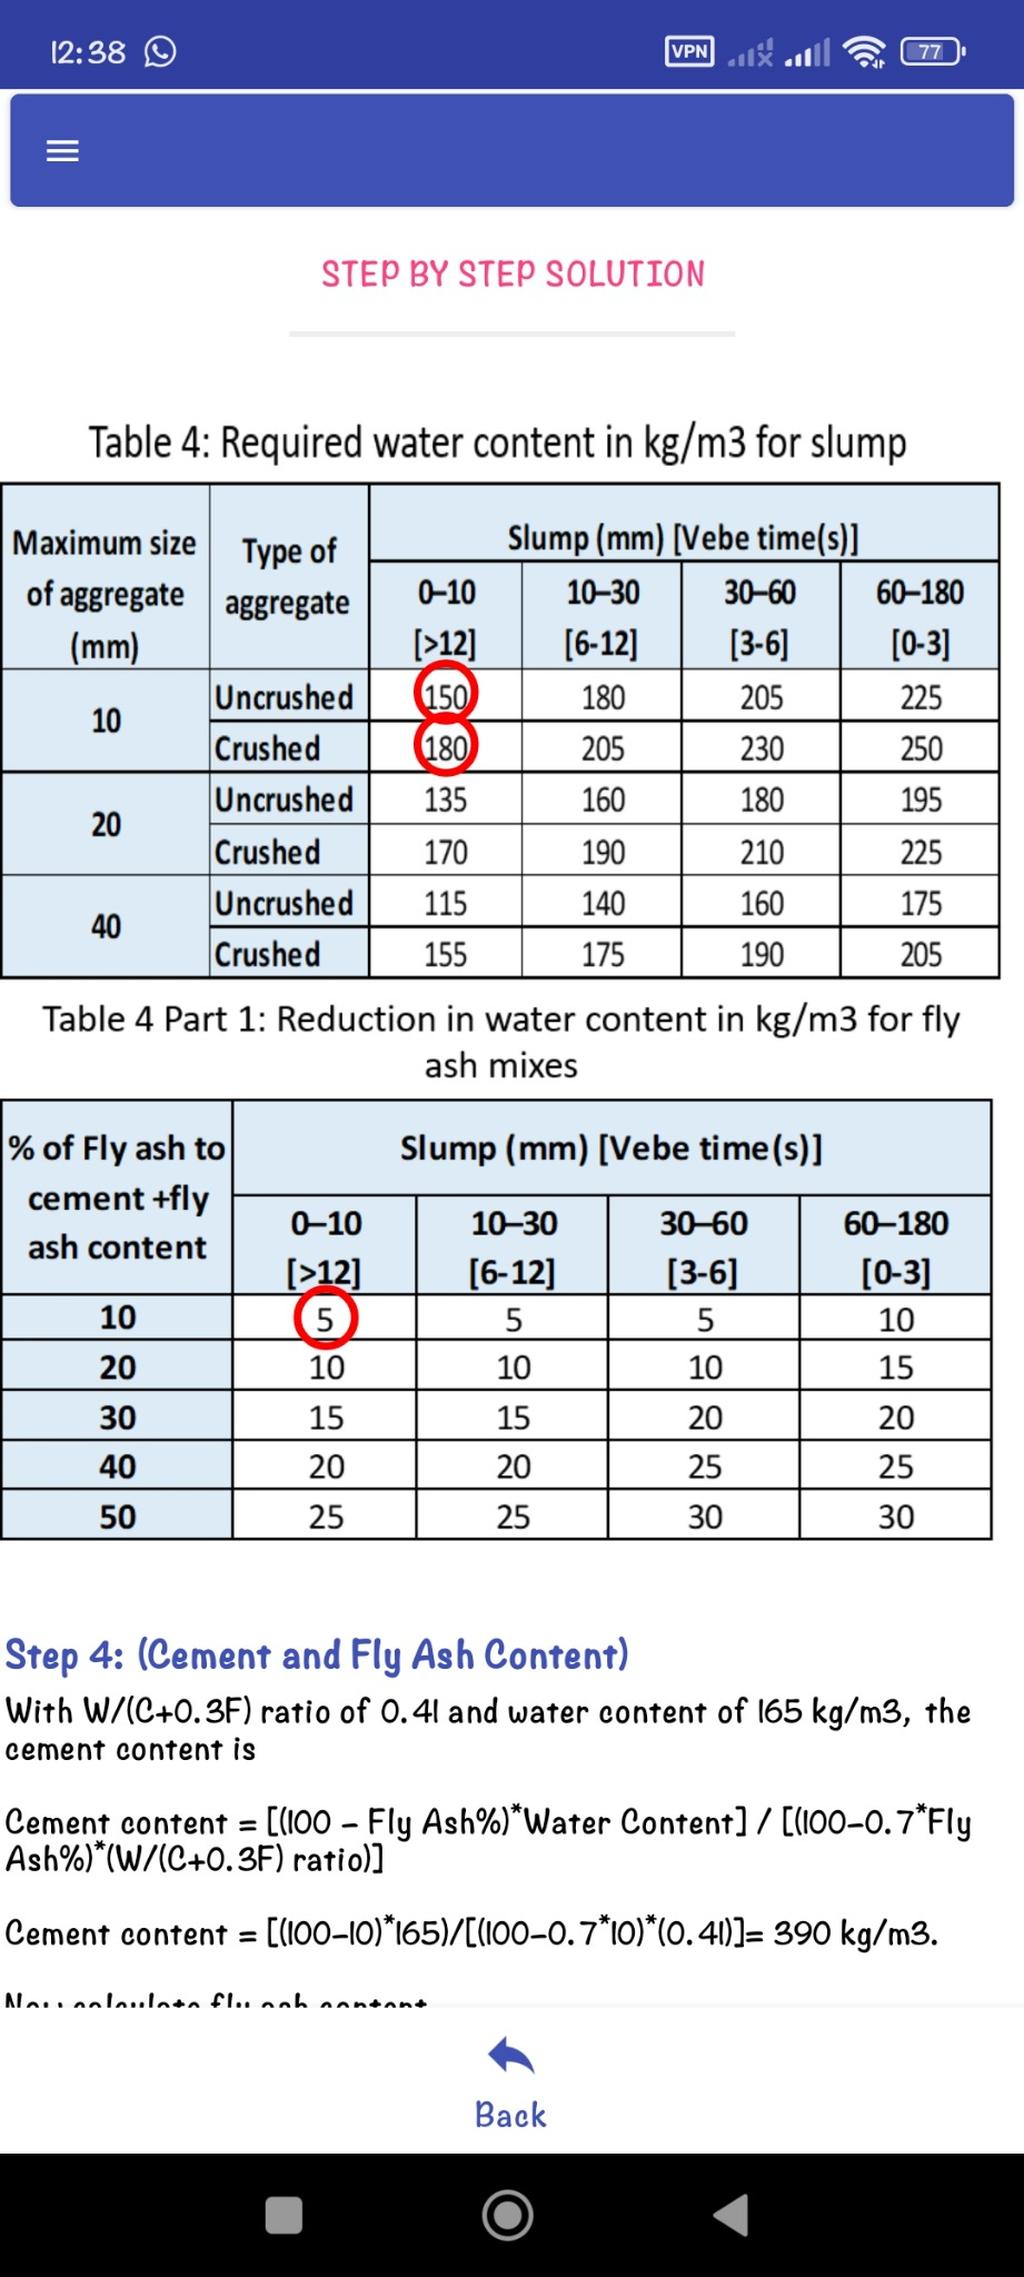 12:38
VPN
77
STEP BY STEP SOLUTION
Table 4: Required water content in kg/m3 for slump
Maximum size of aggregate (mm) Type of aggregate Slump (mm) [Vebe time(s)]
0–10 [>12] 10–30 [6-12] 30–60 [3-6] 60–180 [0-3]
10 Uncrushed 150 180 205 225
Crushed 180 205 230 250
20 Uncrushed 135 160 180 195
Crushed 170 190 210 225
40 Uncrushed 115 140 160 175
Crushed 155 175 190 205
Table 4 Part 1: Reduction in water content in kg/m3 for fly
ash mixes
% of Fly ash to cement +fly ash content Slump (mm) [Vebe time(s)]
0–10 [>12] 10–30 [6-12] 30–60 [3-6] 60–180 [0-3]
10 5 5 5 10
20 10 10 10 15
30 15 15 20 20
40 20 20 25 25
50 25 25 30 30
Step 4: (Cement and Fly Ash Content)
With W/(C+0.3F) ratio of 0.41 and water content of 165 kg/m3, the
cement content is
Cement content = [(100 - Fly Ash%)*Water Content] / [(100-0.7*Fly
Ash%)*(W/(C+0.3F) ratio)]
Cement content = [(100-10)*165)/[(100-0.7*10)*(0.41)]= 390 kg/m3.
Now calculate fly ash content
Back